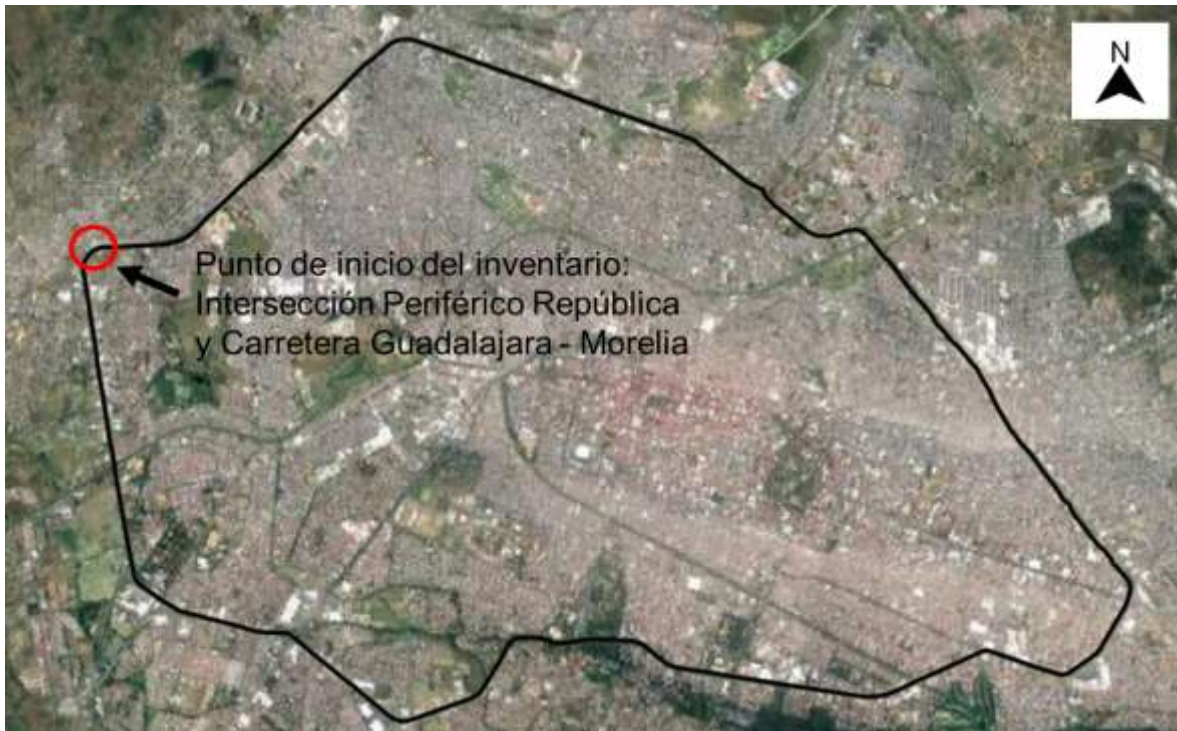 N
Punto de inicio del inventario:
Intersección Periférico República
y Carretera Guadalajara - Morelia